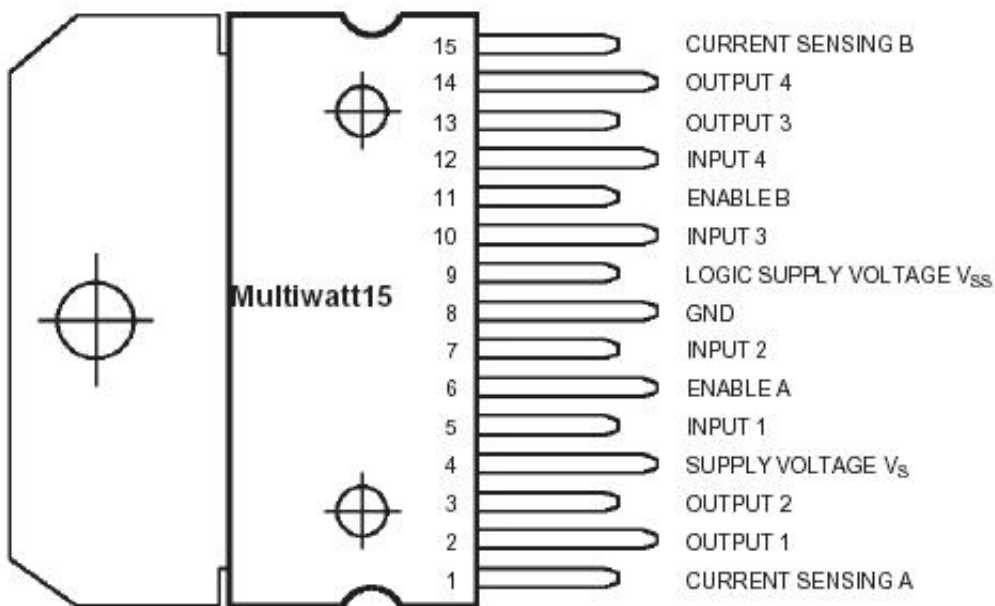 15 CURRENT SENSING B
14 OUTPUT 4
13 OUTPUT 3
12 INPUT 4
11 ENABLE B
10 INPUT 3
9 LOGIC SUPPLY VOLTAGE VSS
Multiwatt15
8 GND
7 INPUT 2
6 ENABLE A
5 INPUT 1
4 SUPPLY VOLTAGE VS
3 OUTPUT 2
2 OUTPUT 1
1 CURRENT SENSING A